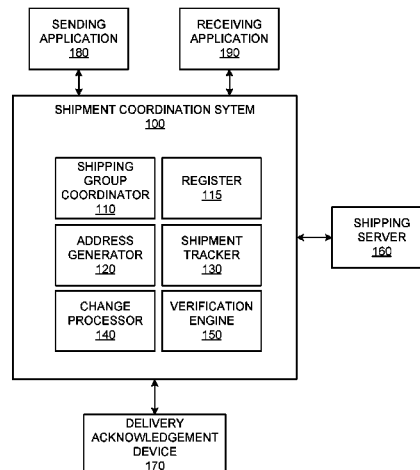 SENDING
APPLICATION
180
RECEIVING
APPLICATION
190
SHIPMENT COORDINATION SYTEM
100
SHIPPING
GROUP
COORDINATOR
110
REGISTER
115
ADDRESS
GENERATOR
120
SHIPMENT
TRACKER
130
CHANGE
PROCESSOR
140
VERIFICATION
ENGINE
150
SHIPPING
SERVER
160
DELIVERY
ACKNOWLEDGEMENT
DEVICE
170